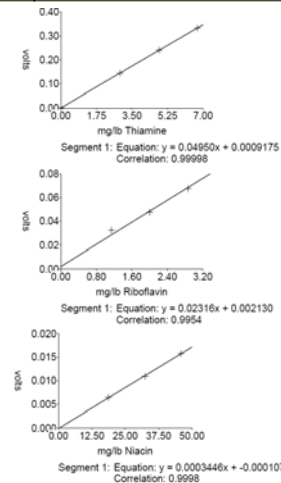 0.40
0.30
0.20
0.10
0.00
volts
0.00 1.75 3.50 5.25 7.00
mg/lb Thiamine
Segment 1: Equation: y = 0.04950x + 0.0009175
Correlation: 0.99998
0.08
0.06
0.04
0.02
0.00
volts
0.00 0.80 1.60 2.40 3.20
mg/lb Riboflavin
Segment 1: Equation: y = 0.02316x + 0.002130
Correlation: 0.9954
0.020
0.015
0.010
0.005
0.000
volts
0.00 12.50 25.00 37.50 50.00
mg/lb Niacin
Segment 1: Equation: y = 0.0003446x + -0.000107
Correlation: 0.9998